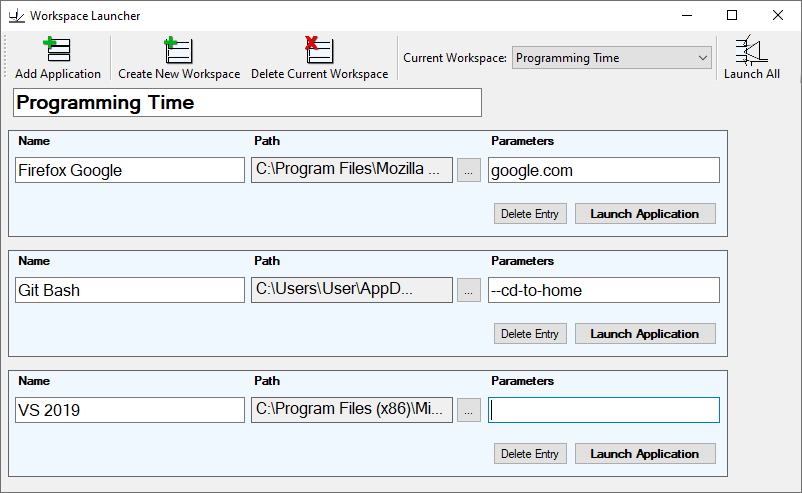 Workspace Launcher
Add Application Create New Workspace Delete Current Workspace Current Workspace: Programming Time Launch All
Programming Time
Name Path Parameters
Firefox Google C:\Program Files\Mozilla ... ... google.com
Delete Entry Launch Application
Name Path Parameters
Git Bash C:\Users\User\AppD... ... --cd-to-home
Delete Entry Launch Application
Name Path Parameters
VS 2019 C:\Program Files (x86)\Mi... ...
Delete Entry Launch Application